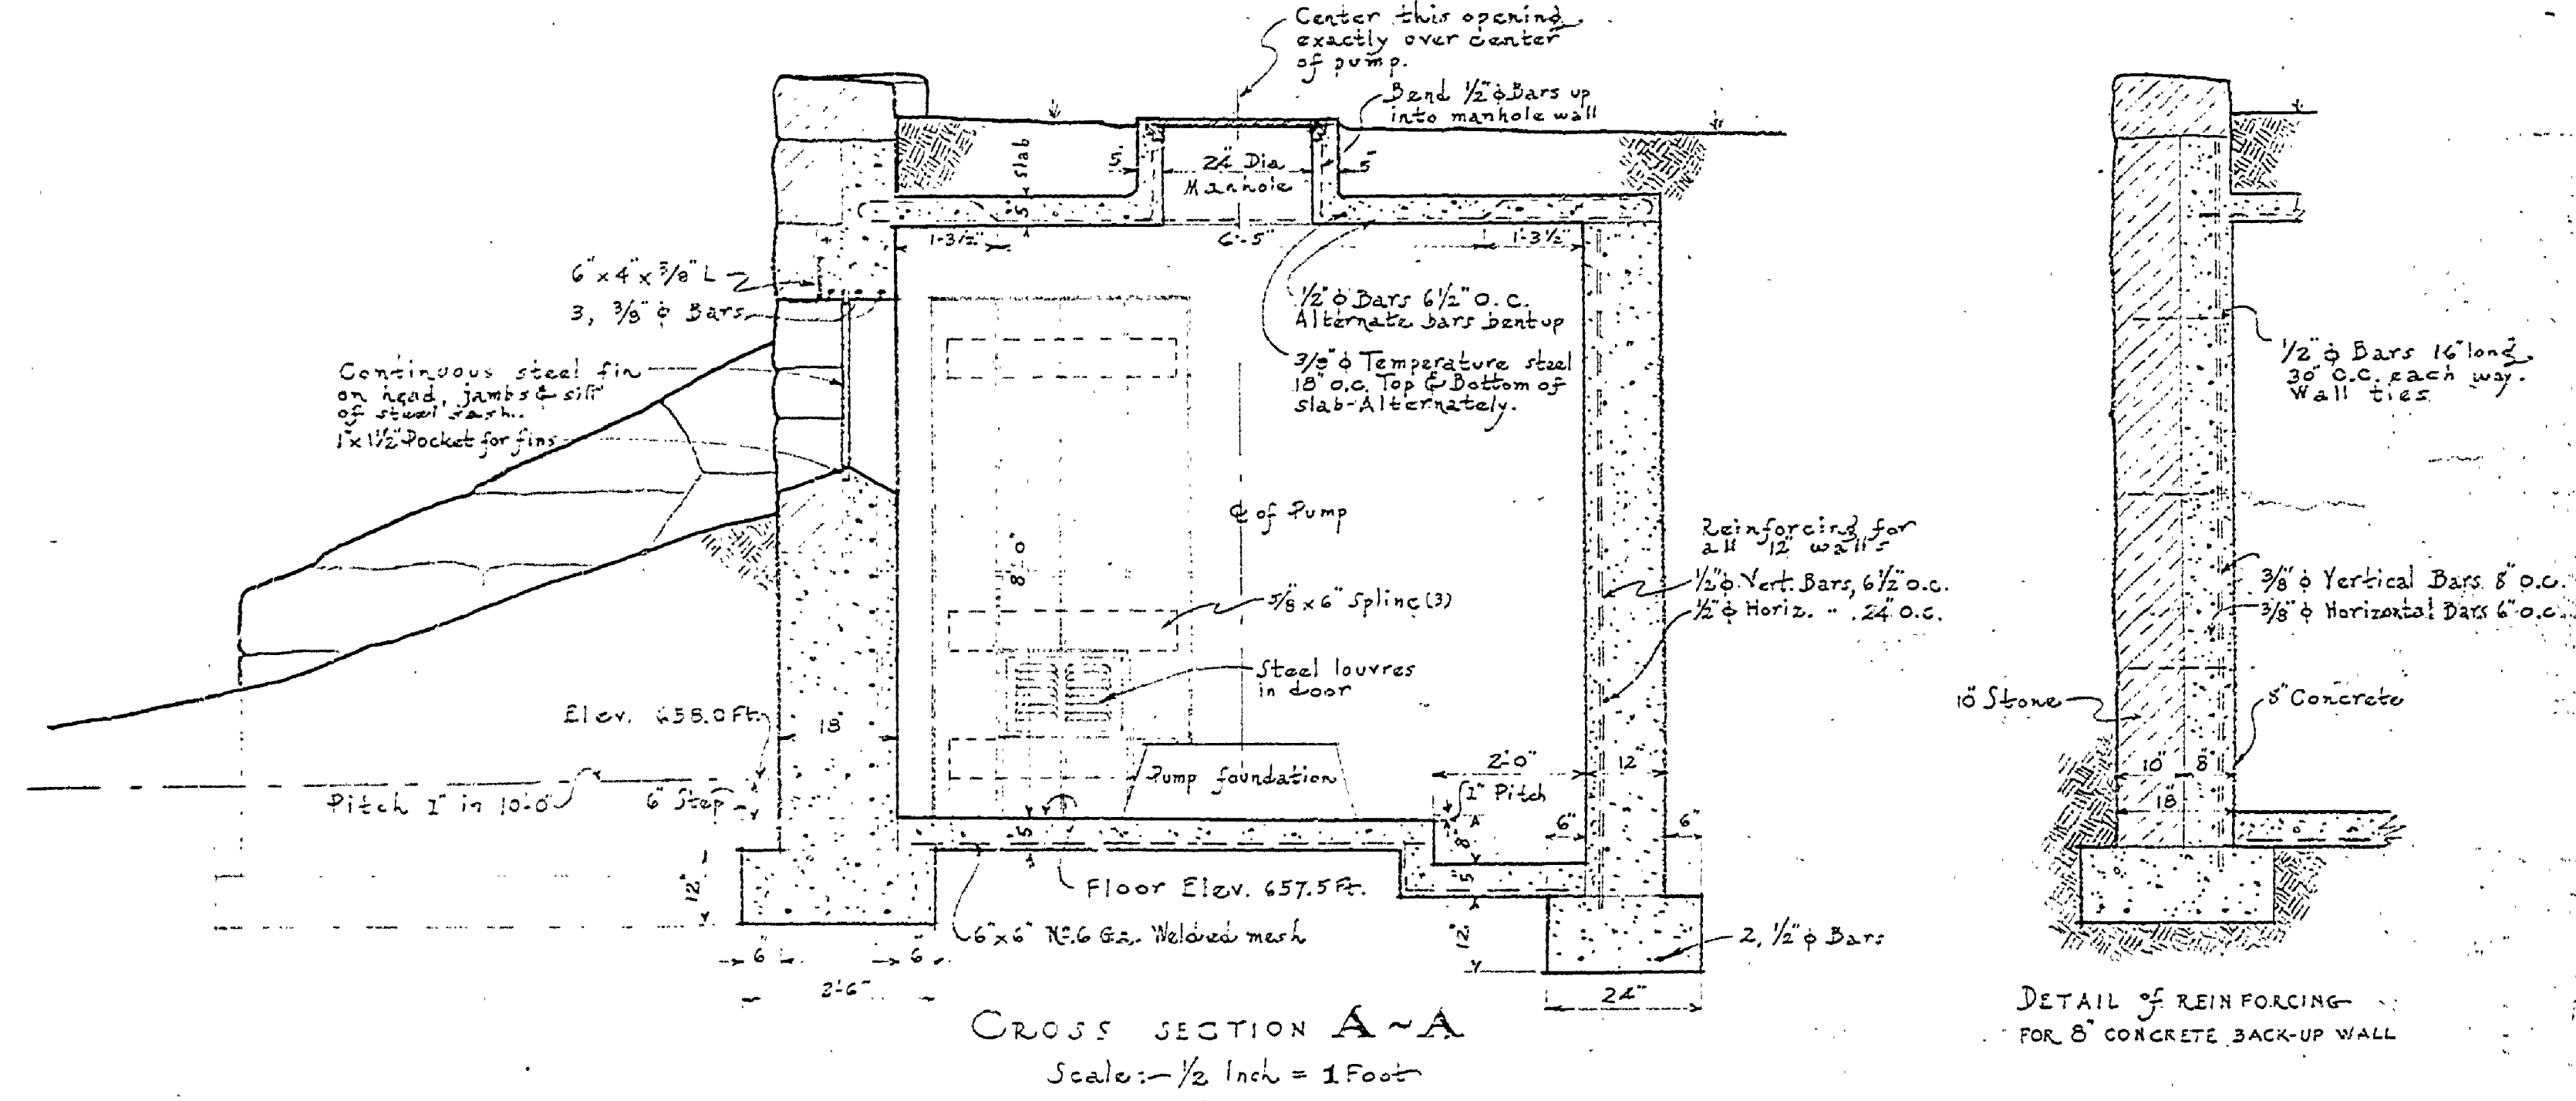 Center this opening
exactly over center
of pump.
Bend 1/2" ϕ Bars up
into manhole wall
5"
24" Dia
Manhole
5"
Slab
5"
1'-3 1/2"
6'-5"
1'-3 1/2"
6" x 4" x 3/8" L
3, 3/8" ϕ Bars
1/2" ϕ Bars 6 1/2" O.C.
Alternate bars bent up
3/8" ϕ Temperature steel
18" o.c. Top & Bottom of
slab-Alternately.
Continuous steel fin
on head, jambs & sill
of steel sash.
1" x 1 1/2" Pocket for fins
℄ of Pump
8'-0"
5/8 x 6" Spline (3)
Steel louvres
in door
Reinforcing for
all 12" walls
1/2" ϕ Vert. Bars, 6 1/2" o.c.
1/2" ϕ Horiz. " 24" o.c.
Elev. 658.0 Ft.
18"
Pitch 1" in 10'-0"
6" Step
Pump foundation
2'-0"
12"
1" Pitch
6"
6"
8"
5"
5"
12"
Floor Elev. 657.5 Ft.
6" x 6" No. 6 Ga. Welded mesh
12"
2, 1/2" ϕ Bars
6"
6"
2'-6"
24"
CROSS SECTION A~A
Scale:- 1/2 Inch = 1 Foot
1/2" ϕ Bars 16" long
30" O.C. each way.
Wall ties
3/8" ϕ Vertical Bars 8" o.c.
3/8" ϕ Horizontal Bars 6" o.c.
10" Stone
8" Concrete
10"
8"
18"
DETAIL of REINFORCING
FOR 8" CONCRETE BACK-UP WALL